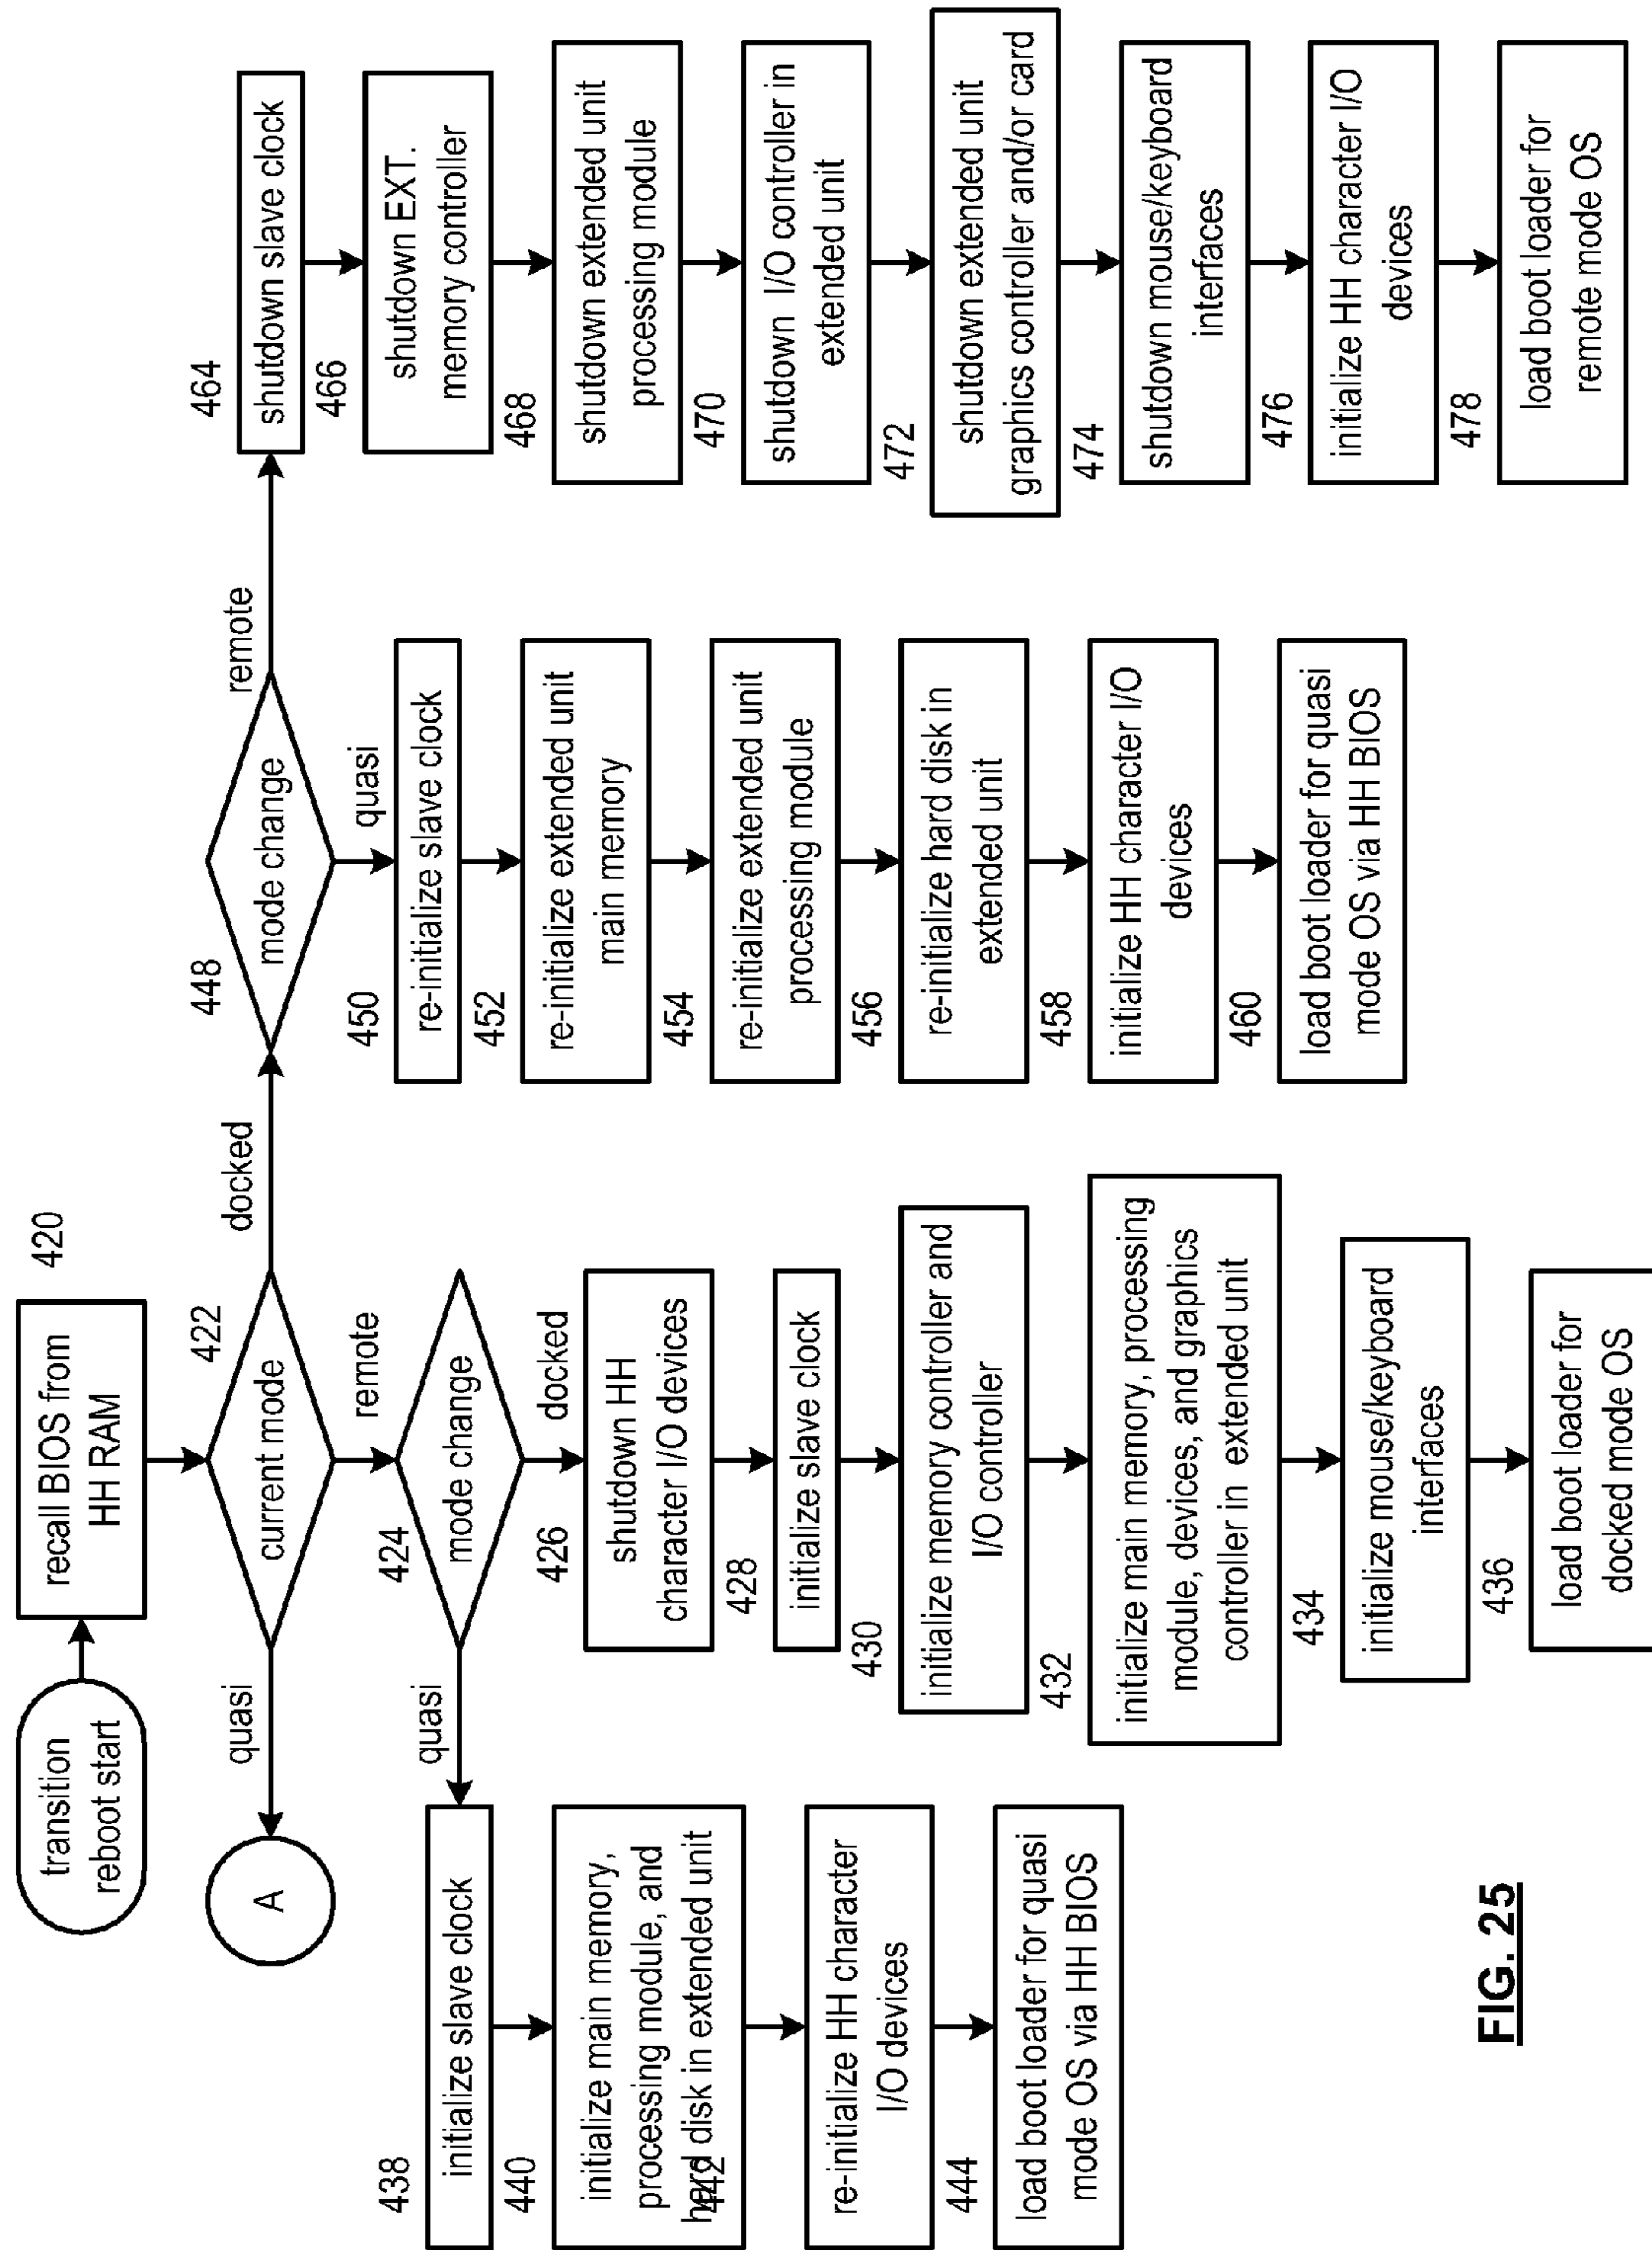 transition
reboot start
420
recall BIOS from
HH RAM
422
current mode
quasi
A
docked
remote
424
mode change
quasi
docked
426
shutdown HH
character I/O devices
428
initialize slave clock
430
initialize memory controller and
I/O controller
432
initialize main memory, processing
module, devices, and graphics
controller in extended unit
434
initialize mouse/keyboard
interfaces
436
load boot loader for
docked mode OS
438
initialize slave clock
440
initialize main memory,
processing module, and
hard disk in extended unit
442
re-initialize HH character
I/O devices
444
load boot loader for quasi
mode OS via HH BIOS
448
mode change
remote
quasi
450
re-initialize slave clock
452
re-initialize extended unit
main memory
454
re-initialize extended unit
processing module
456
re-initialize hard disk in
extended unit
458
initialize HH character I/O
devices
460
load boot loader for quasi
mode OS via HH BIOS
464
shutdown slave clock
466
shutdown EXT.
memory controller
468
shutdown extended unit
processing module
470
shutdown I/O controller in
extended unit
472
shutdown extended unit
graphics controller and/or card
474
shutdown mouse/keyboard
interfaces
476
initialize HH character I/O
devices
478
load boot loader for
remote mode OS
FIG. 25